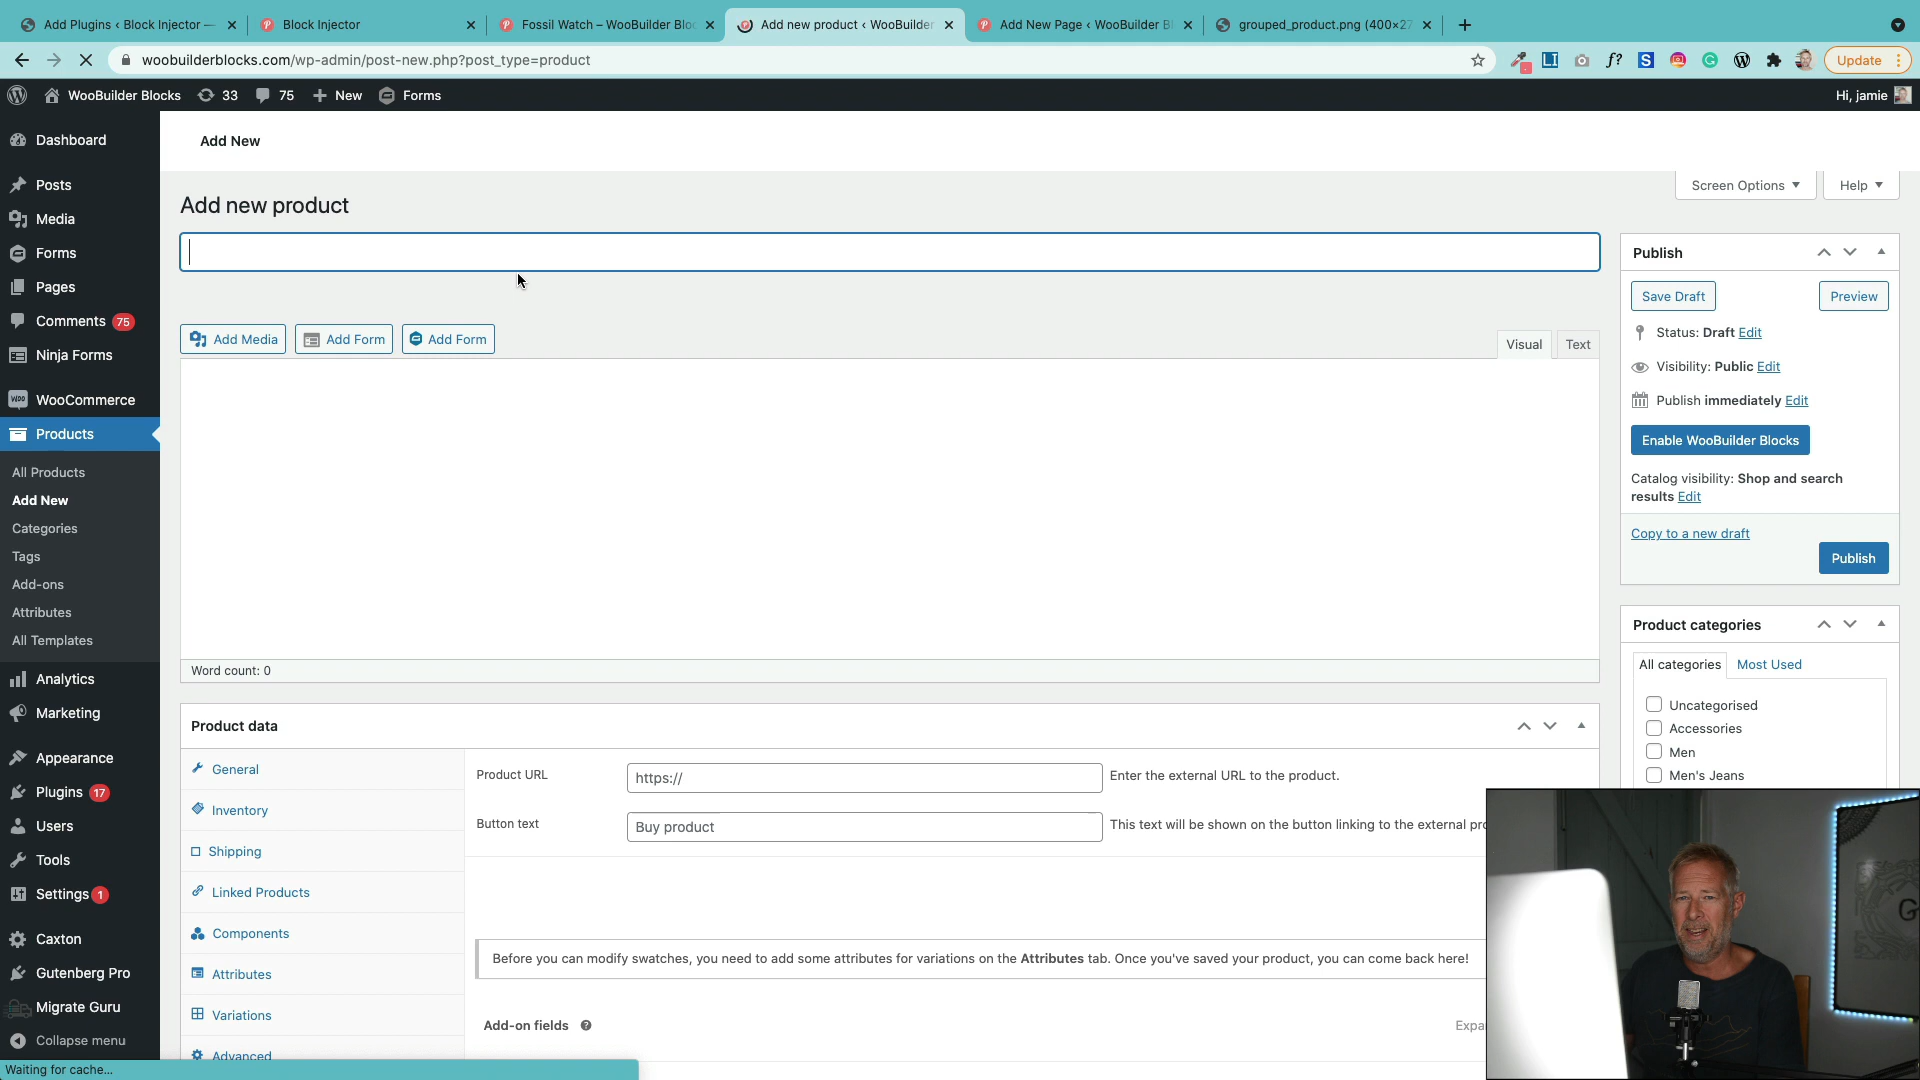 Add Plugins ‹ Block Injector —
Block Injector
Fossil Watch – WooBuilder Bloc
Add new product ‹ WooBuilder
Add New Page ‹ WooBuilder Bl
grouped_product.png (400×27
woobuilderblocks.com/wp-admin/post-new.php?post_type=product
Update
WooBuilder Blocks
33
75
New
Forms
Hi, jamie
Dashboard
Posts
Media
Forms
Pages
Comments 75
Ninja Forms
WooCommerce
Products
All Products
Add New
Categories
Tags
Add-ons
Attributes
All Templates
Analytics
Marketing
Appearance
Plugins 17
Users
Tools
Settings 1
Caxton
Gutenberg Pro
Migrate Guru
Collapse menu
Waiting for cache...
Add New
Screen Options
Help
Add new product
Add Media
Add Form
Add Form
Visual
Text
Word count: 0
Product data
General
Inventory
Shipping
Linked Products
Components
Attributes
Variations
Advanced
Product URL
https://
Enter the external URL to the product.
Button text
Buy product
This text will be shown on the button linking to the external pro
Before you can modify swatches, you need to add some attributes for variations on the Attributes tab. Once you've saved your product, you can come back here!
Add-on fields
Expa
Publish
Save Draft
Preview
Status: Draft Edit
Visibility: Public Edit
Publish immediately Edit
Enable WooBuilder Blocks
Catalog visibility: Shop and search
results Edit
Copy to a new draft
Publish
Product categories
All categories
Most Used
Uncategorised
Accessories
Men
Men's Jeans